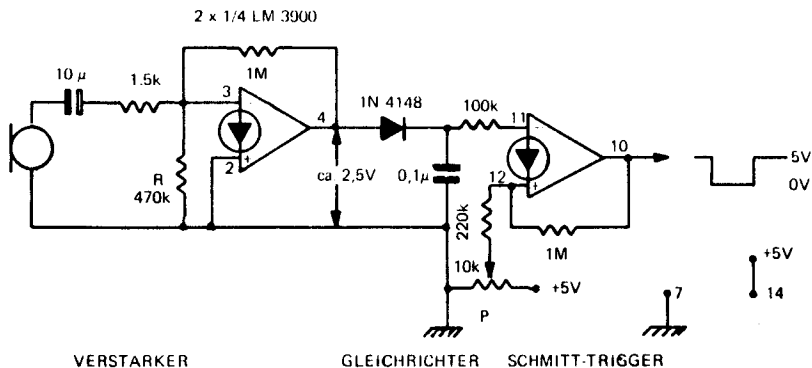 2 x 1/4 LM 3900
10 µ
1.5k
1M
3
4
2
+
R
470k
ca. 2,5V
1N 4148
0,1µ
100k
11
10
12
+
220k
1M
10k
P
+5V
5V
0V
+5V
7
14
VERSTARKER
GLEICHRICHTER
SCHMITT-TRIGGER